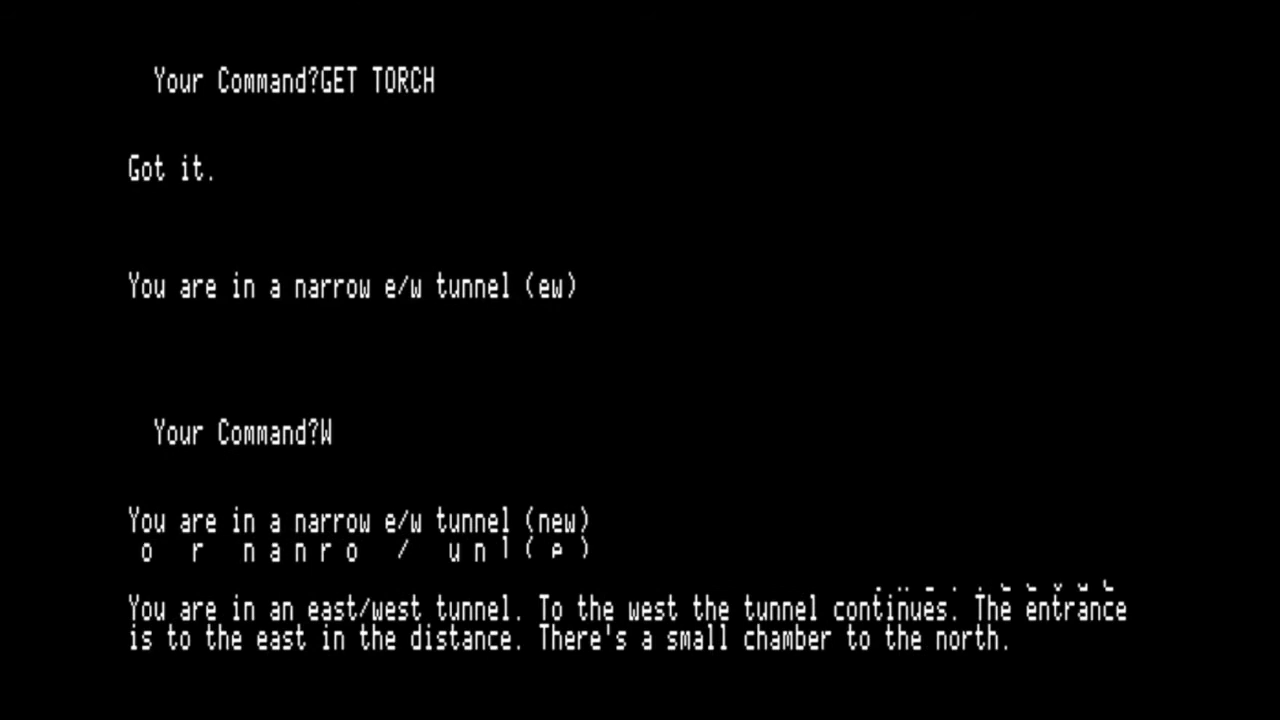 Your Command?GET TORCH
Got it.
You are in a narrow e/w tunnel (ew)
Your Command?W
You are in a narrow e/w tunnel (new)
o r n a n r o / u n l ( e )
You are in an east/west tunnel. To the west the tunnel continues. The entrance
is to the east in the distance. There's a small chamber to the north.